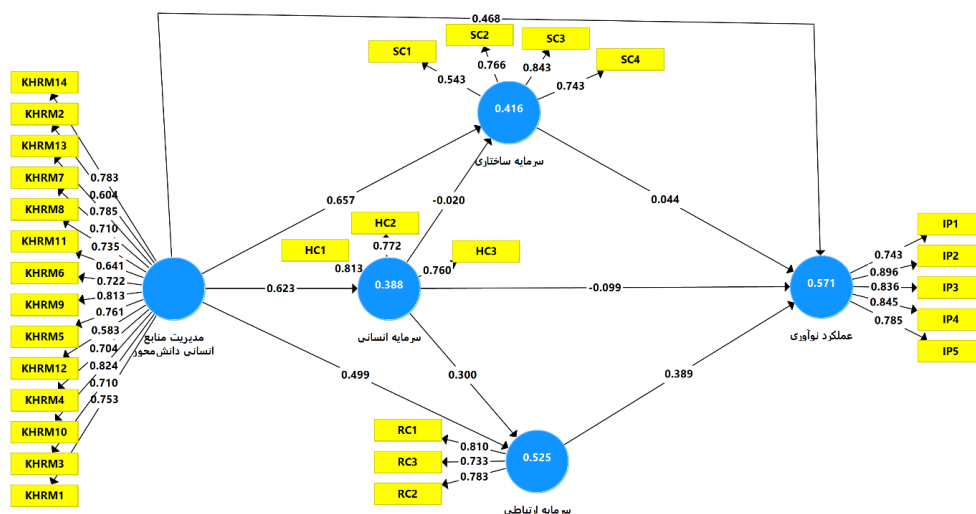 0.468
SC1
SC2
SC3
SC4
0.543
0.766
0.843
0.743
0.416
سرمایه ساختاری
KHRM14
KHRM2
KHRM13
KHRM7
KHRM8
KHRM11
KHRM6
KHRM9
KHRM5
KHRM12
KHRM4
KHRM10
KHRM3
KHRM1
0.783
0.604
0.785
0.710
0.735
0.641
0.722
0.813
0.761
0.583
0.704
0.824
0.710
0.753
مدیریت منابع
انسانی دانش‌محور
0.657
-0.020
0.044
HC1
HC2
HC3
0.813
0.772
0.760
0.388
سرمایه انسانی
0.623
-0.099
0.499
0.300
0.389
0.571
عملکرد نوآوری
0.743
0.896
0.836
0.845
0.785
IP1
IP2
IP3
IP4
IP5
RC1
RC3
RC2
0.810
0.733
0.783
0.525
سرمایه ارتباطی